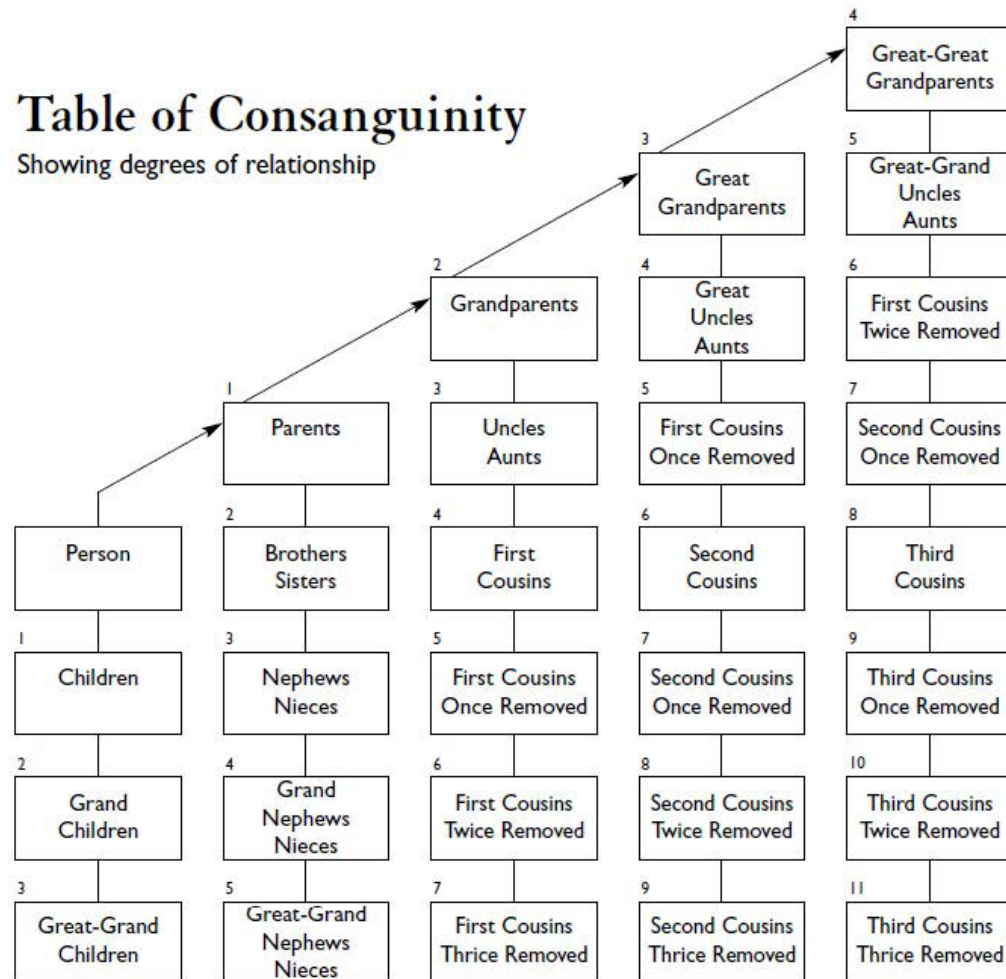 4
Great-Great
Grandparents
Table of Consanguinity
Showing degrees of relationship
3
Great
Grandparents
5
Great-Grand
Uncles
Aunts
2
Grandparents
4
Great
Uncles
Aunts
6
First Cousins
Twice Removed
1
Parents
3
Uncles
Aunts
5
First Cousins
Once Removed
7
Second Cousins
Once Removed
Person
2
Brothers
Sisters
4
First
Cousins
6
Second
Cousins
8
Third
Cousins
1
Children
3
Nephews
Nieces
5
First Cousins
Once Removed
7
Second Cousins
Once Removed
9
Third Cousins
Once Removed
2
Grand
Children
4
Grand
Nephews
Nieces
6
First Cousins
Twice Removed
8
Second Cousins
Twice Removed
10
Third Cousins
Twice Removed
3
Great-Grand
Children
5
Great-Grand
Nephews
Nieces
7
First Cousins
Thrice Removed
9
Second Cousins
Thrice Removed
11
Third Cousins
Thrice Removed